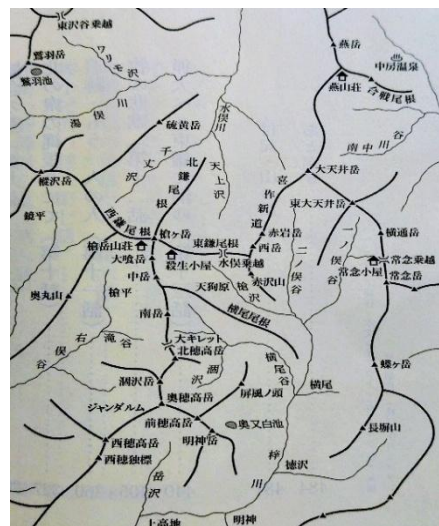 東沢谷乗越
鷲羽岳
鷲羽池
ワリモ沢
湯俣川
水俣川
硫黄岳
千丈沢
北鎌尾根
天上沢
宮作新道
燕岳
中房温泉
燕山荘
合戦尾根
南中川谷
大天井岳
東大天井岳
樅沢岳
鏡平
西鎌尾根
槍ヶ岳
槍岳山荘
東鎌尾根
水俣乗越
赤岩岳
西岳
二ノ俣谷
一ノ俣谷
横通岳
常念小屋
常念乗越
常念岳
大喰岳
殺生小屋
中岳
槍平
奥丸山
天狗原
槍沢
赤沢山
南岳
横尾尾根
右俣谷
滝谷
大キレット
北穂高岳
涸沢
横尾谷
横尾
蝶ヶ岳
涸沢岳
奥穂高岳
屏風ノ頭
ジャンダルム
前穂高岳
奥又白池
長塀山
西穂高岳
明神岳
西穂独標
岳沢
梓川
徳沢
上高地
明神